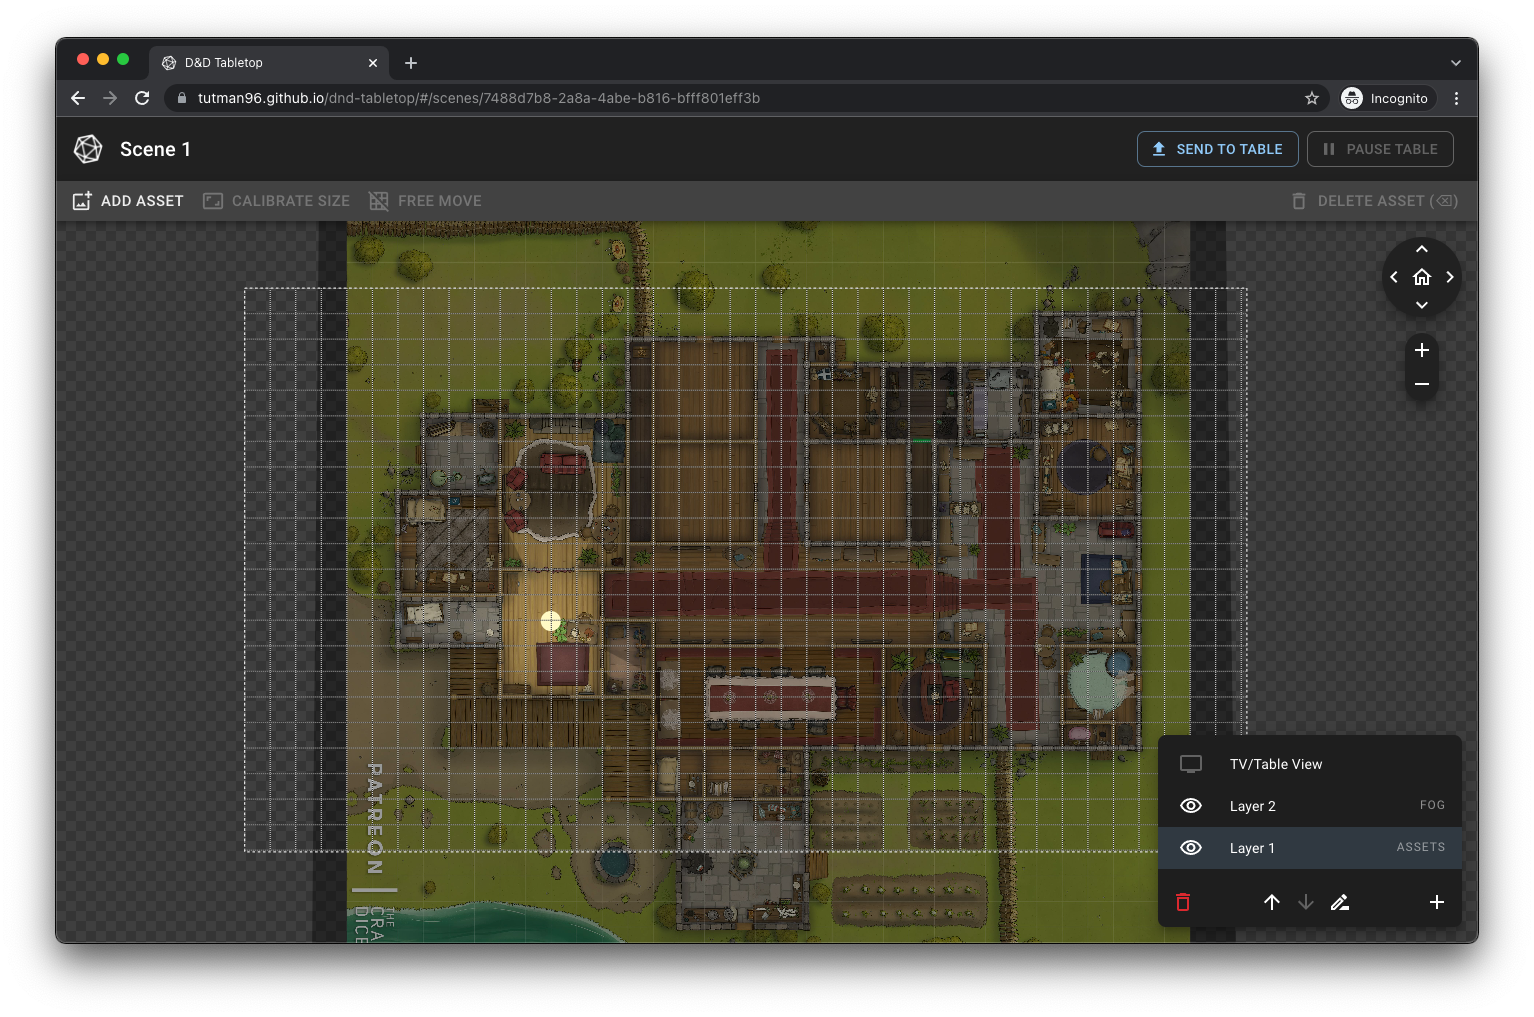 D&D Tabletop
tutman96.github.io/dnd-tabletop/#/scenes/7488d7b8-2a8a-4abe-b816-bfff801eff3b
Incognito
Scene 1
SEND TO TABLE
PAUSE TABLE
ADD ASSET
CALIBRATE SIZE
FREE MOVE
DELETE ASSET (⌫)
TV/Table View
Layer 2
FOG
Layer 1
ASSETS
PATREON
THE
CRA
DICE